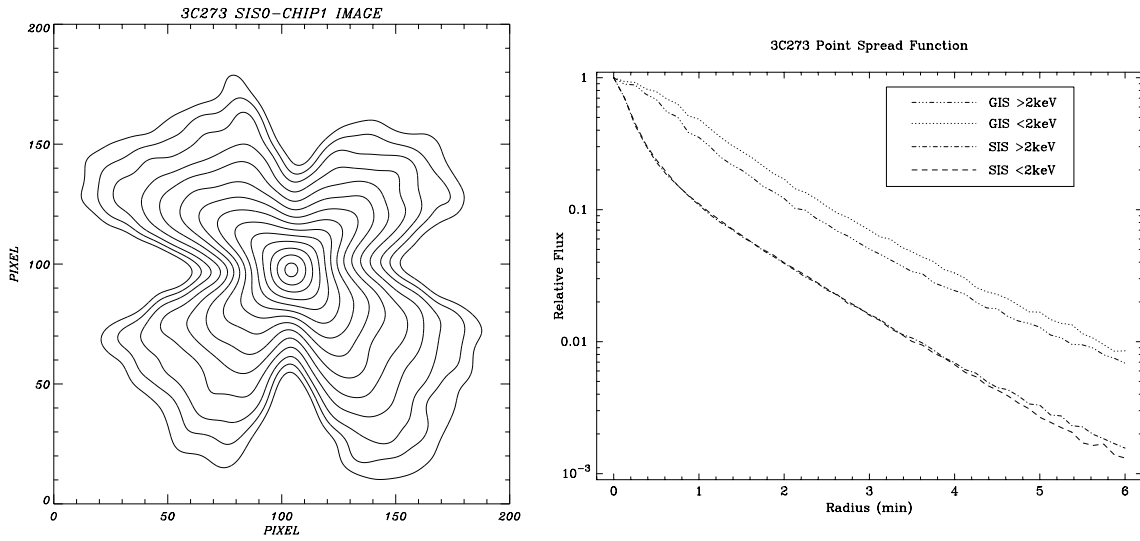 3C273 SIS0-CHIP1 IMAGE
200
150
100
50
0
PIXEL
0 50 100 150 200
PIXEL
3C273 Point Spread Function
GIS >2keV
GIS <2keV
SIS >2keV
SIS <2keV
1
0.1
0.01
10⁻³
Relative Flux
0 1 2 3 4 5 6
Radius (min)